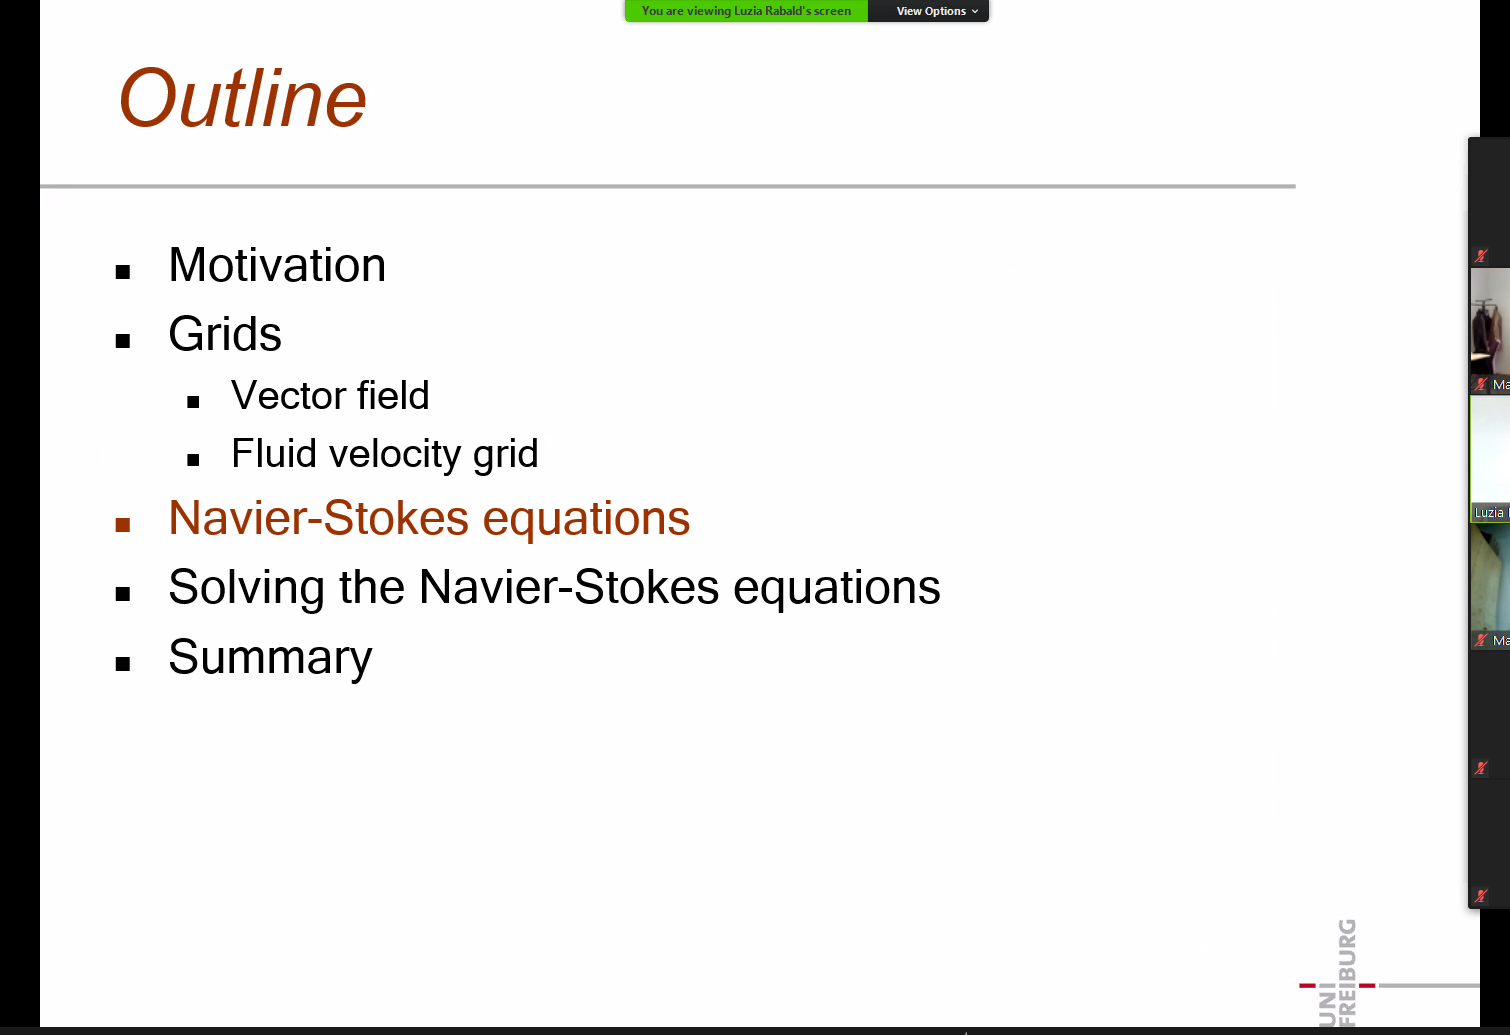 You are viewing Luzia Rabald's screen View Options
Outline
Motivation
Grids
Vector field
Fluid velocity grid
Navier-Stokes equations
Solving the Navier-Stokes equations
Summary
Ma
Luzia
Ma
UNI
FREIBURG